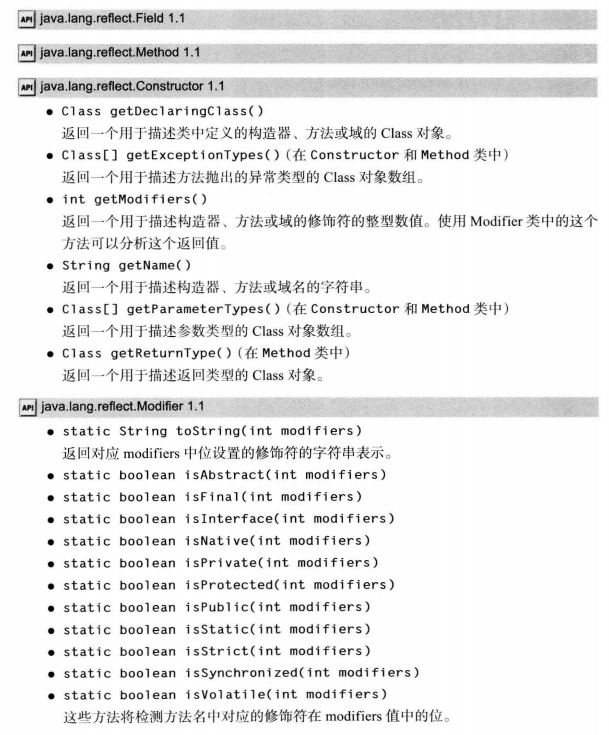 API java.lang.reflect.Field 1.1
API java.lang.reflect.Method 1.1
API java.lang.reflect.Constructor 1.1
● Class getDeclaringClass()
返回一个用于描述类中定义的构造器、方法或域的 Class 对象。
● Class[] getExceptionTypes() (在 Constructor 和 Method 类中)
返回一个用于描述方法抛出的异常类型的 Class 对象数组。
● int getModifiers()
返回一个用于描述构造器、方法或域的修饰符的整型数值。使用 Modifier 类中的这个
方法可以分析这个返回值。
● String getName()
返回一个用于描述构造器、方法或域名的字符串。
● Class[] getParameterTypes() (在 Constructor 和 Method 类中)
返回一个用于描述参数类型的 Class 对象数组。
● Class getReturnType() (在 Method 类中)
返回一个用于描述返回类型的 Class 对象。
API java.lang.reflect.Modifier 1.1
● static String toString(int modifiers)
返回对应 modifiers 中位设置的修饰符的字符串表示。
● static boolean isAbstract(int modifiers)
● static boolean isFinal(int modifiers)
● static boolean isInterface(int modifiers)
● static boolean isNative(int modifiers)
● static boolean isPrivate(int modifiers)
● static boolean isProtected(int modifiers)
● static boolean isPublic(int modifiers)
● static boolean isStatic(int modifiers)
● static boolean isStrict(int modifiers)
● static boolean isSynchronized(int modifiers)
● static boolean isVolatile(int modifiers)
这些方法将检测方法名中对应的修饰符在 modifiers 值中的位。